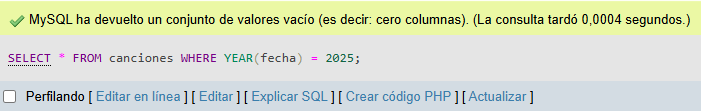 MySQL ha devuelto un conjunto de valores vacío (es decir: cero columnas). (La consulta tardó 0,0004 segundos.)
SELECT * FROM canciones WHERE YEAR(fecha) = 2025;
Perfilando [ Editar en línea ] [ Editar ] [ Explicar SQL ] [ Crear código PHP ] [ Actualizar ]